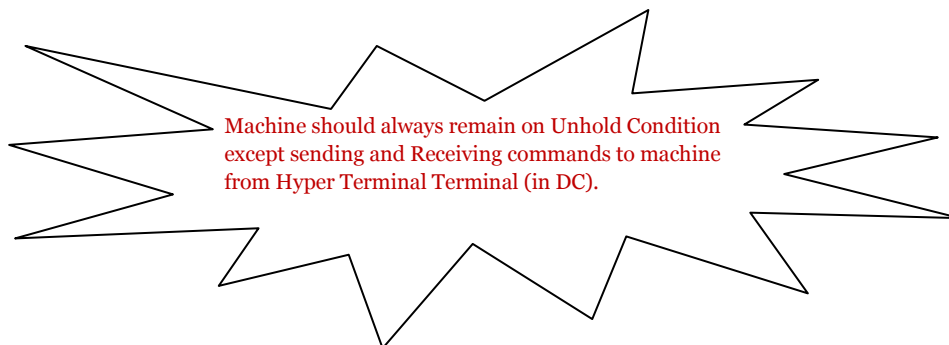 Machine should always remain on Unhold Condition
except sending and Receiving commands to machine
from Hyper Terminal Terminal (in DC).